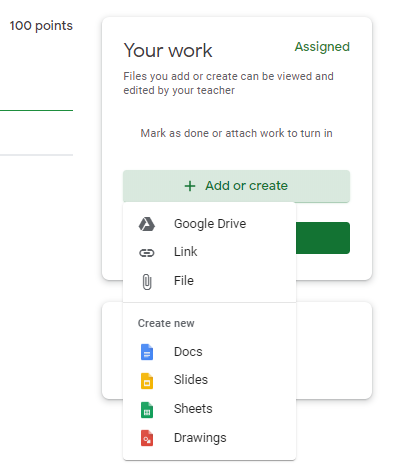 100 points
Your work
Assigned
Files you add or create can be viewed and
edited by your teacher
Mark as done or attach work to turn in
+ Add or create
Google Drive
Link
File
Create new
Docs
Slides
Sheets
Drawings